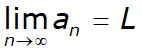 lim aₙ = L
n→∞